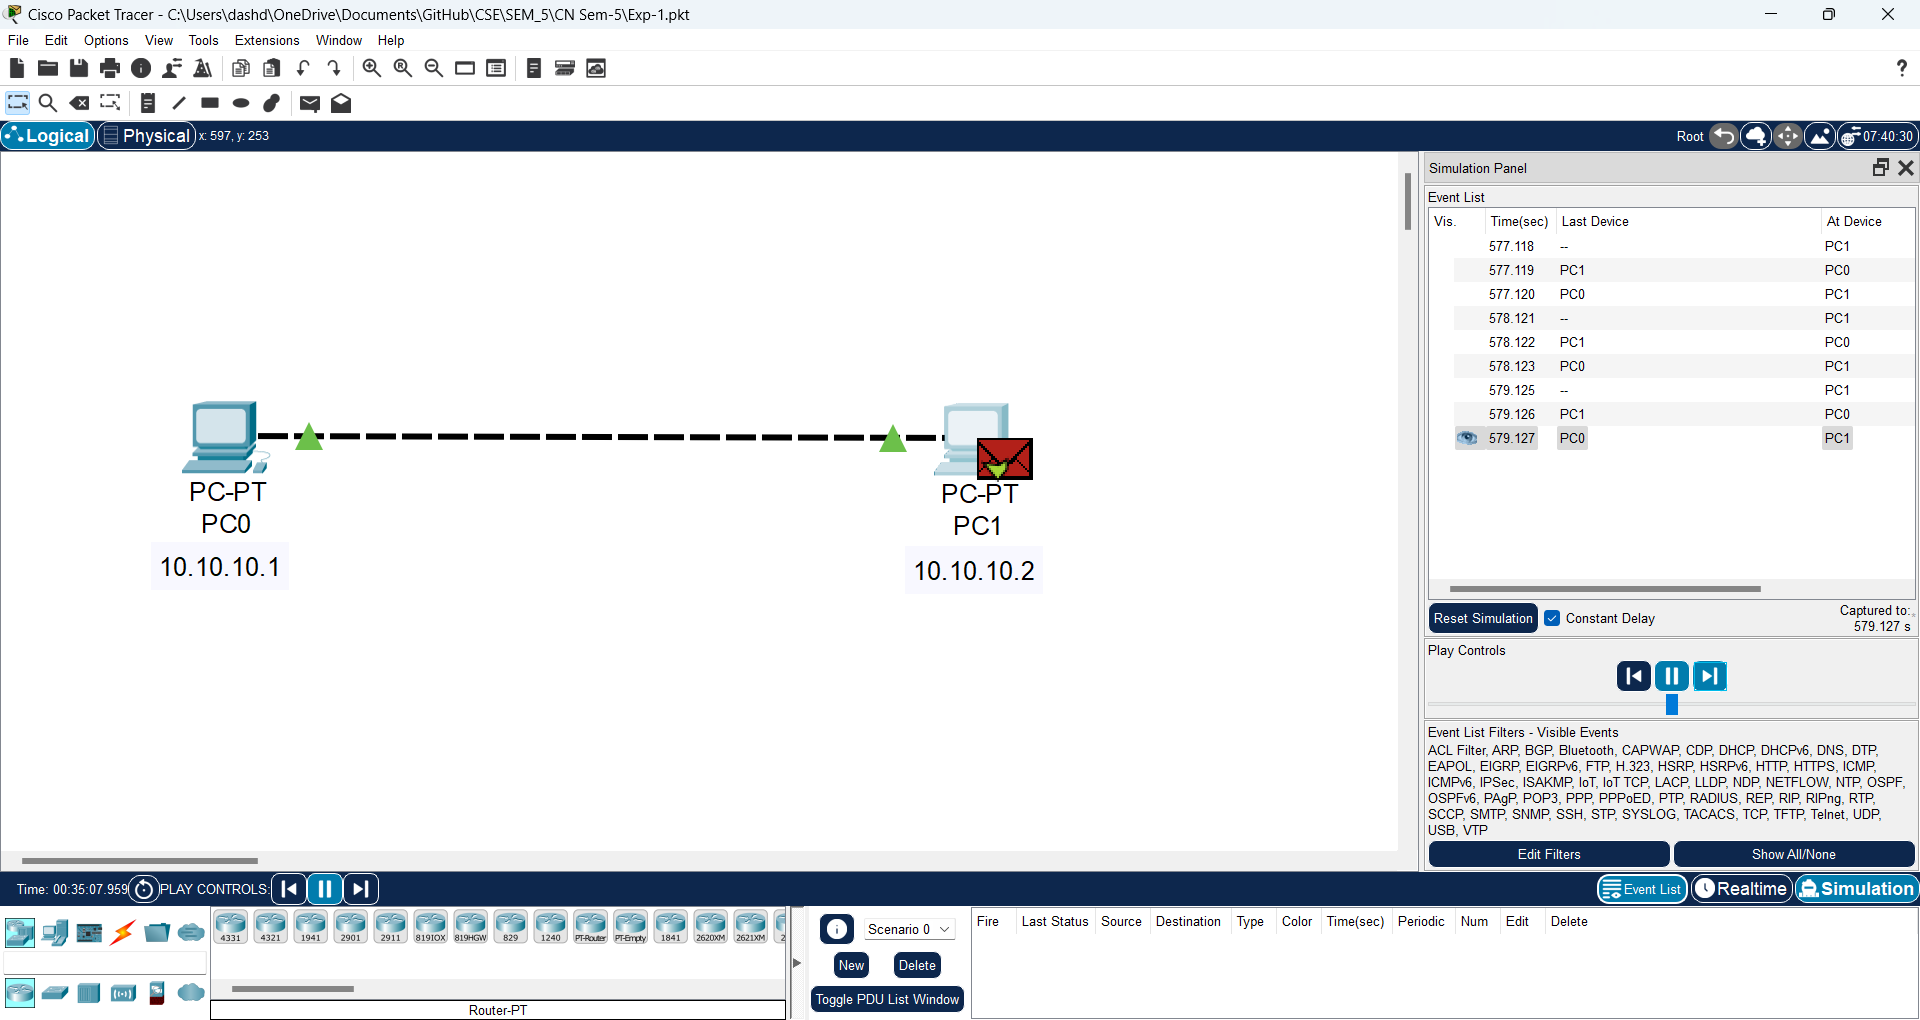 Cisco Packet Tracer - C:\Users\dashd\OneDrive\Documents\GitHub\CSE\SEM_5\CN Sem-5\Exp-1.pkt
File Edit Options View Tools Extensions Window Help
Logical Physical x: 597, y: 253 Root 07:40:30
PC-PT
PC0
10.10.10.1
PC-PT
PC1
10.10.10.2
Simulation Panel
Event List
Vis. Time(sec) Last Device At Device
577.118 -- PC1
577.119 PC1 PC0
577.120 PC0 PC1
578.121 -- PC1
578.122 PC1 PC0
578.123 PC0 PC1
579.125 -- PC1
579.126 PC1 PC0
579.127 PC0 PC1
Reset Simulation Constant Delay Captured to:
579.127 s
Play Controls
Event List Filters - Visible Events
ACL Filter, ARP, BGP, Bluetooth, CAPWAP, CDP, DHCP, DHCPv6, DNS, DTP,
EAPOL, EIGRP, EIGRPv6, FTP, H.323, HSRP, HSRPv6, HTTP, HTTPS, ICMP,
ICMPv6, IPSec, ISAKMP, IoT, IoT TCP, LACP, LLDP, NDP, NETFLOW, NTP, OSPF,
OSPFv6, PAgP, POP3, PPP, PPPoED, PTP, RADIUS, REP, RIP, RIPng, RTP,
SCCP, SMTP, SNMP, SSH, STP, SYSLOG, TACACS, TCP, TFTP, Telnet, UDP,
USB, VTP
Edit Filters Show All/None
Time: 00:35:07.959 PLAY CONTROLS: Event List Realtime Simulation
4331 4321 1941 2901 2911 819IOX 819HGW 829 1240 PT-Router PT-Empty 1841 2620XM 2621XM 2
Router-PT
Scenario 0
New Delete
Toggle PDU List Window
Fire Last Status Source Destination Type Color Time(sec) Periodic Num Edit Delete